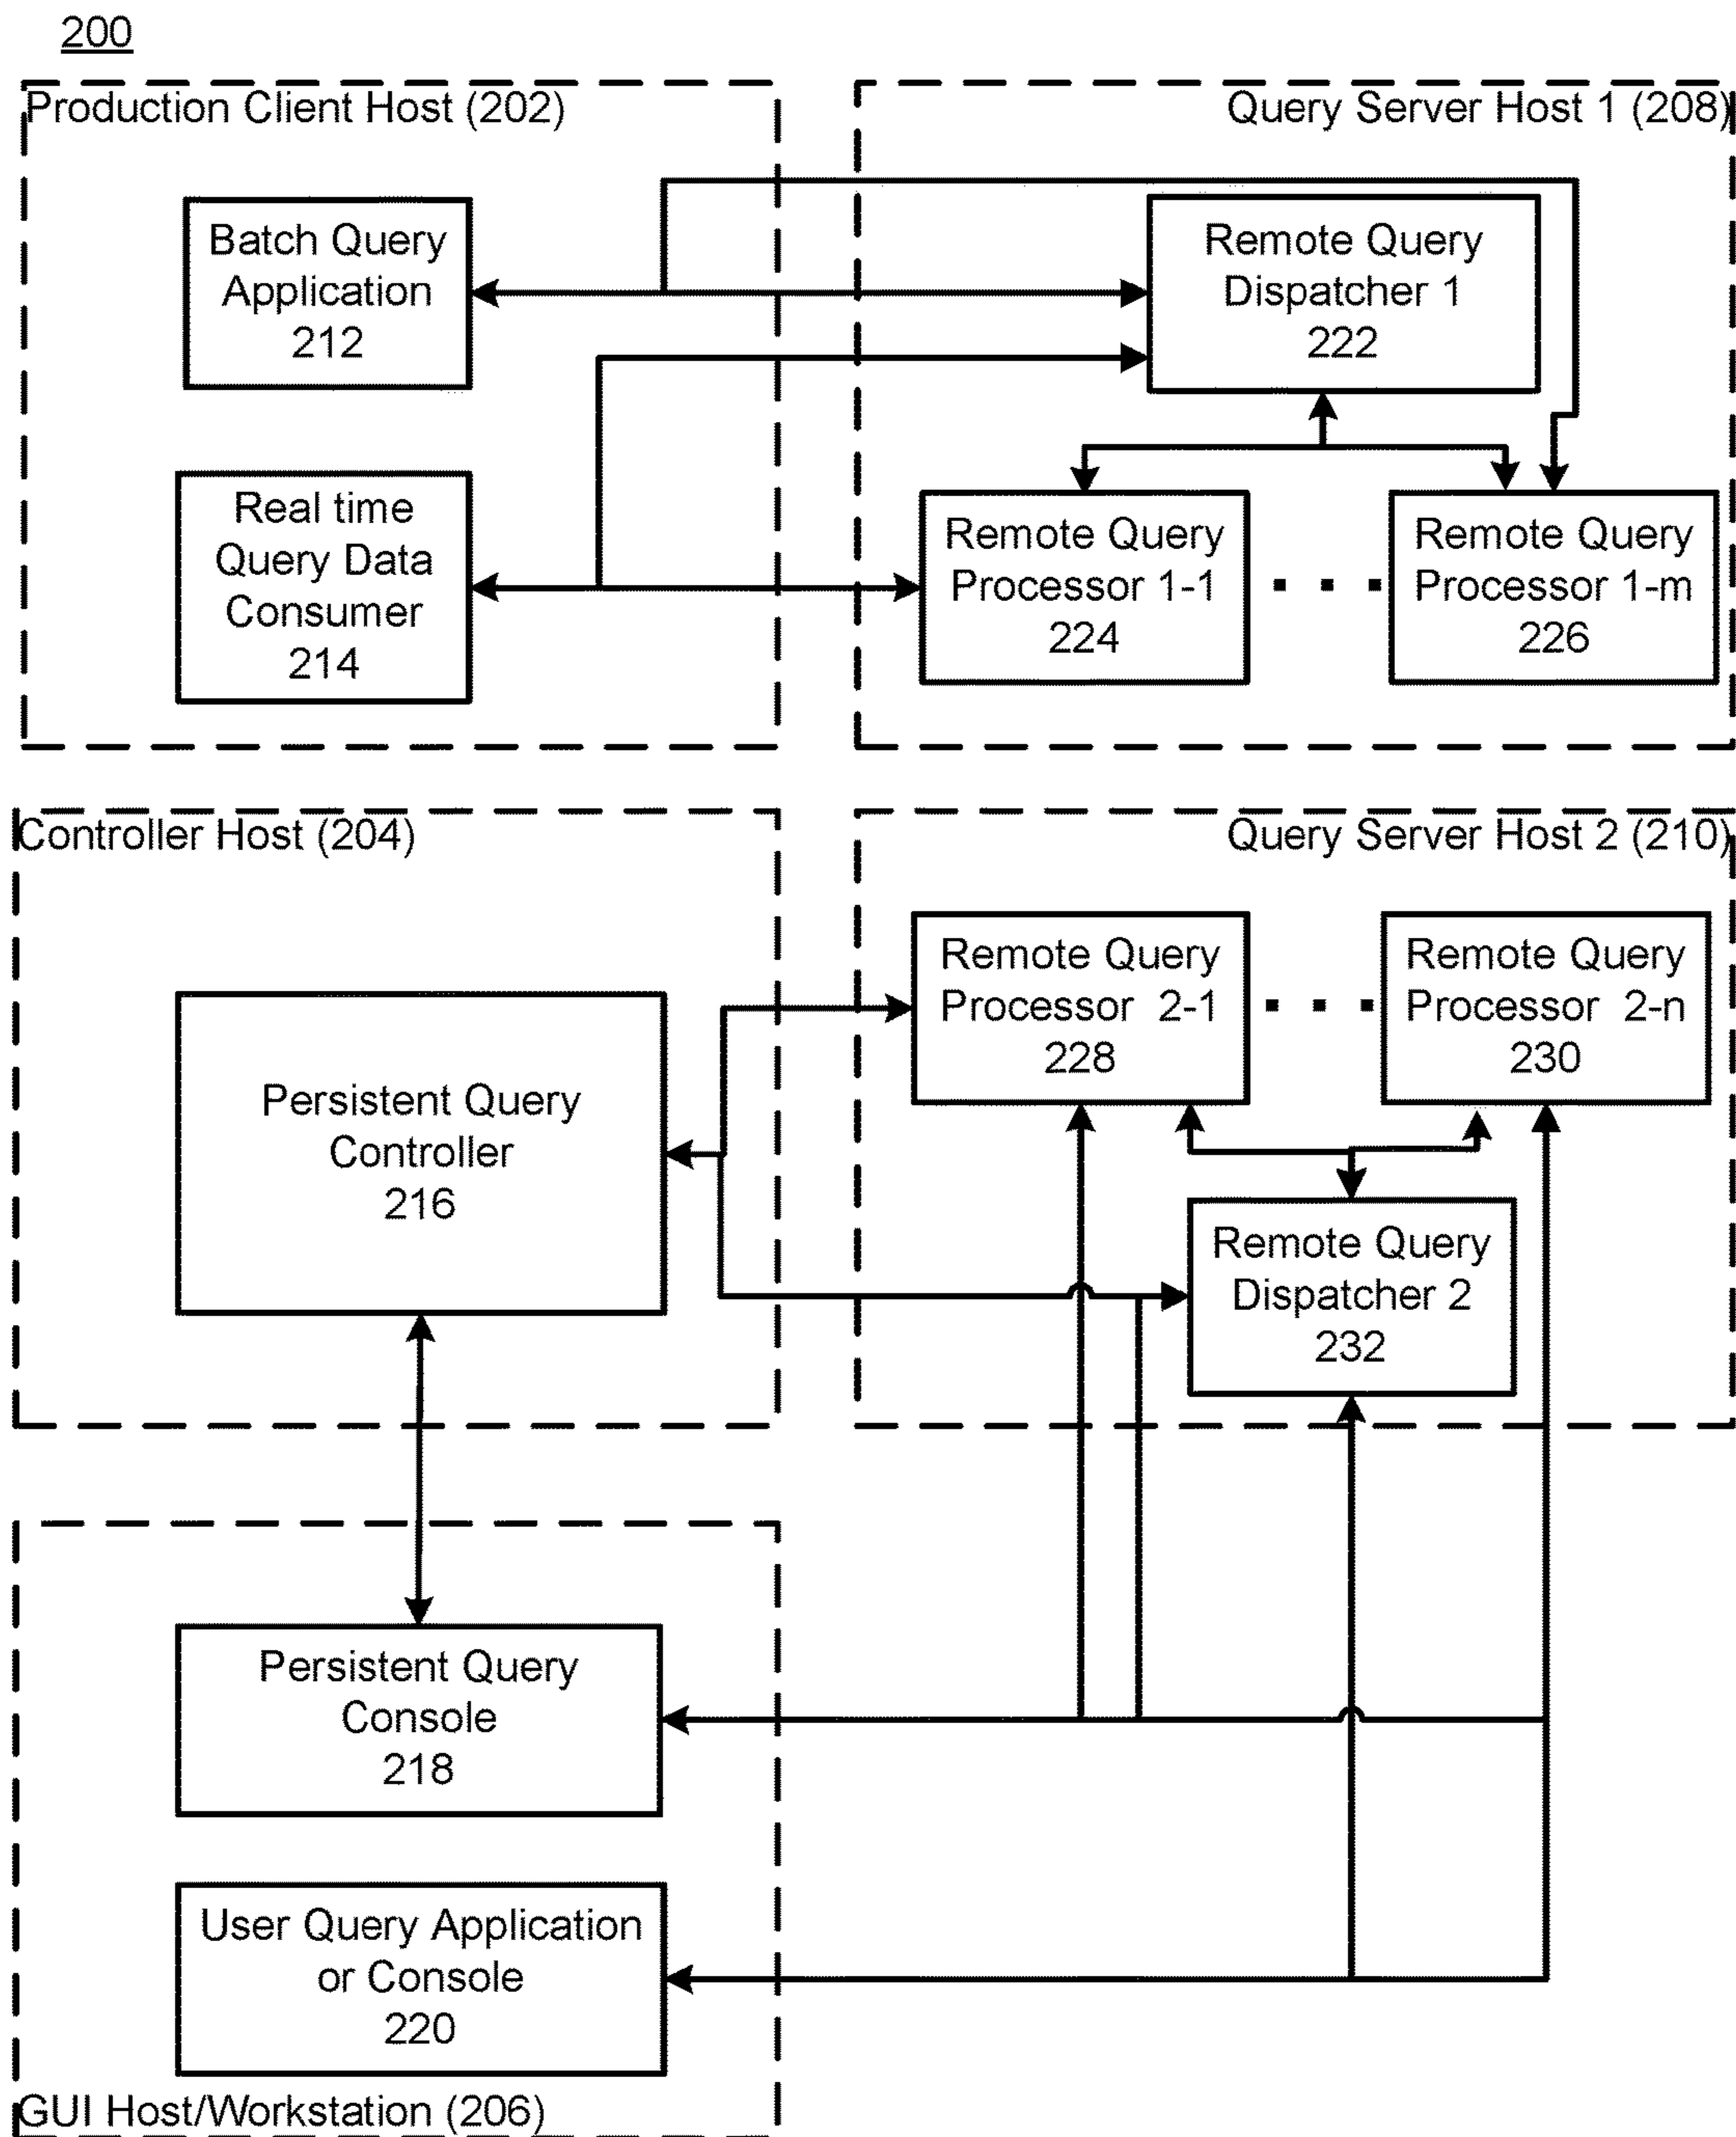 200
Production Client Host (202)
Query Server Host 1 (208)
Batch Query
Application
212
Remote Query
Dispatcher 1
222
Real time
Query Data
Consumer
214
Remote Query
Processor 1-1
224
Remote Query
Processor 1-m
226
Controller Host (204)
Query Server Host 2 (210)
Remote Query
Processor 2-1
228
Remote Query
Processor 2-n
230
Persistent Query
Controller
216
Remote Query
Dispatcher 2
232
Persistent Query
Console
218
User Query Application
or Console
220
GUI Host/Workstation (206)